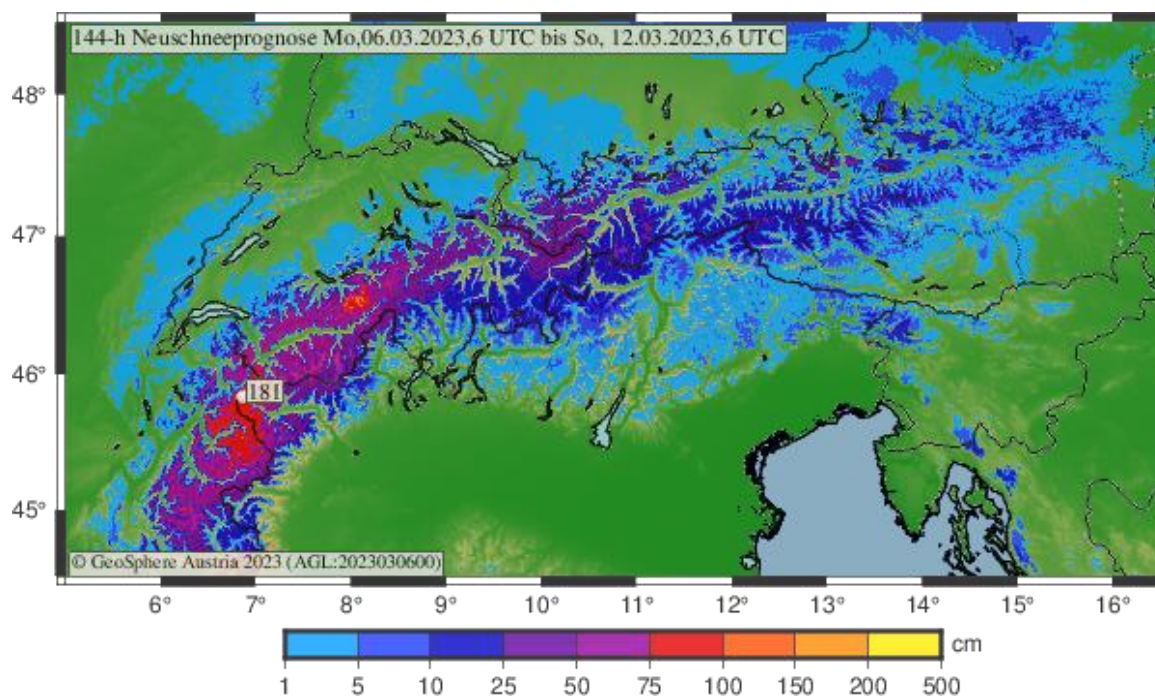 144-h Neuschneeprognose Mo,06.03.2023,6 UTC bis So, 12.03.2023,6 UTC
48°
47°
46°
181
45°
© GeoSphere Austria 2023 (AGL:2023030600)
6° 7° 8° 9° 10° 11° 12° 13° 14° 15° 16°
cm
1 5 10 25 50 75 100 150 200 500